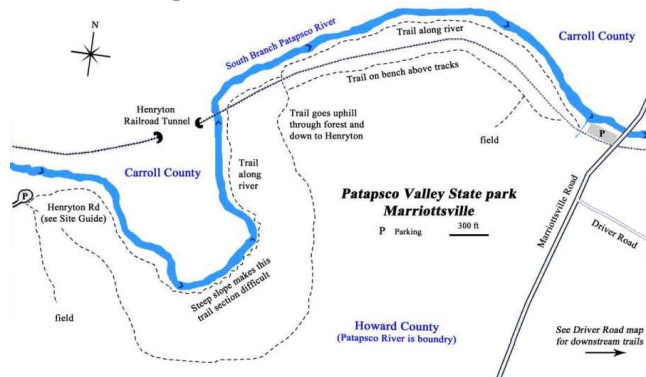 N
South Branch Patapsco River
Trail along river
Carroll County
Trail on bench above tracks
Henryton
Railroad Tunnel
Trail goes uphill
through forest and
down to Henryton
field
P
Carroll County
Trail
along
river
Patapsco Valley State park
Marriottsville
P Parking
300 ft
Marriottsville Road
Driver Road
P
Henryton Rd
(see Site Guide)
Steep slope makes this
trail section difficult
field
Howard County
(Patapsco River is boundry)
See Driver Road map
for downstream trails